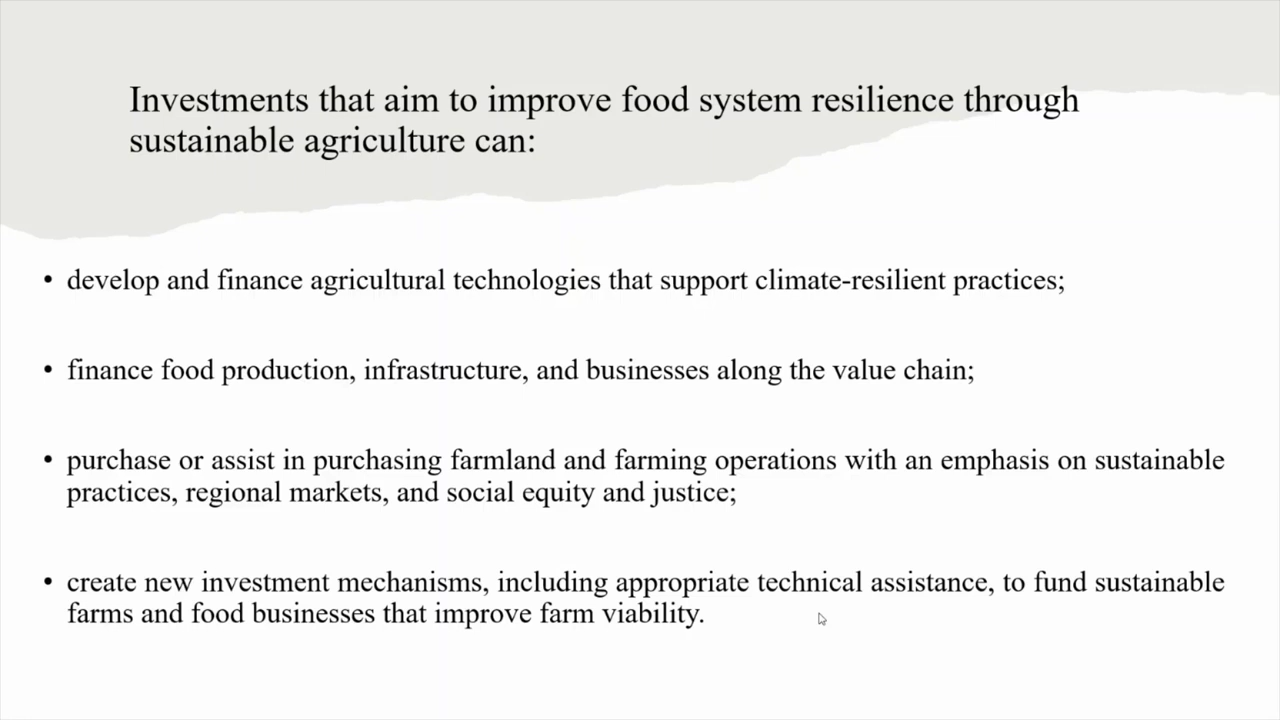 Investments that aim to improve food system resilience through
sustainable agriculture can:
• develop and finance agricultural technologies that support climate-resilient practices;
• finance food production, infrastructure, and businesses along the value chain;
• purchase or assist in purchasing farmland and farming operations with an emphasis on sustainable
practices, regional markets, and social equity and justice;
• create new investment mechanisms, including appropriate technical assistance, to fund sustainable
farms and food businesses that improve farm viability.